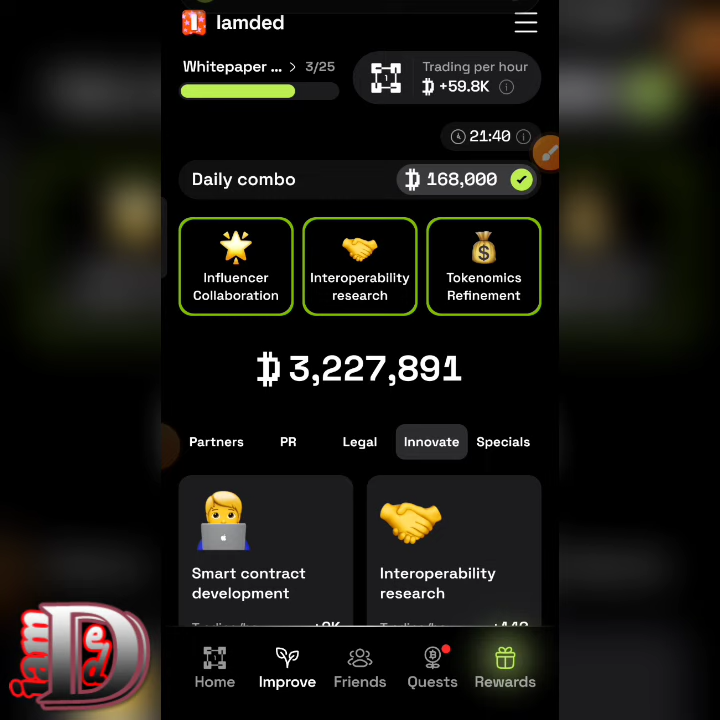 Iamded
Whitepaper ... > 3/25
Trading per hour
+59.8K
21:40
Daily combo
168,000
Influencer
Collaboration
Interoperability
research
Tokenomics
Refinement
3,227,891
Partners PR Legal Innovate Specials
Smart contract
development
Interoperability
research
Home Improve Friends Quests Rewards
iam
D
ed